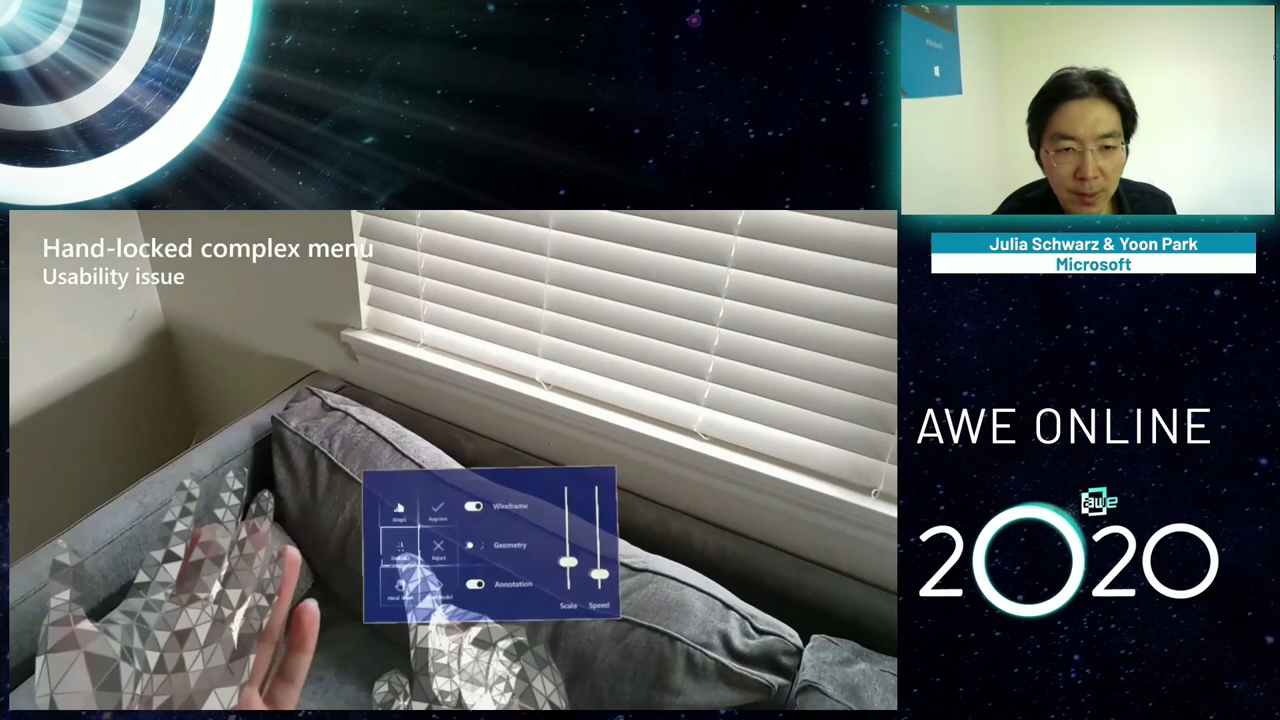 Hand-locked complex menu
Usability issue
Wireframe
Geometry
Annotation
Scale
Speed
Julia Schwarz & Yoon Park
Microsoft
AWE ONLINE
awe
2020